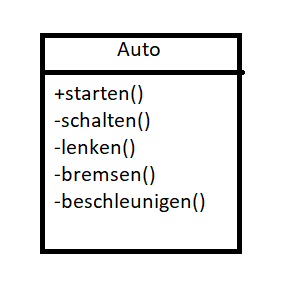 Auto
+starten()
-schalten()
-lenken()
-bremsen()
-beschleunigen()